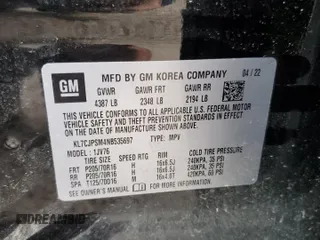 GM
MFD BY GM KOREA COMPANY 04/22
GVWR GAWR FRT GAWR RR
4387 LB 2348 LB 2194 LB
THIS VEHICLE CONFORMS TO ALL APPLICABLE U.S. FEDERAL MOTOR
VEHICLE SAFETY, BUMPER, AND THEFT PREVENTION STANDARDS IN
EFFECT ON THE DATE OF MANUFACTURE SHOWN ABOVE.
KL7CJPSM4NB535697 TYPE: MPV
MODEL: 1JV76
TIRE SIZE SPEED RTG RIM COLD TIRE PRESSURE
FRT P205/70R16 H 16x6.5J 240KPA, 35 PSI
RR P205/70R16 H 16x6.5J 240KPA, 35 PSI
SPA T125/70D16 M 16x4.0T 420KPA, 60 PSI
SEE OWNER'S MANUAL FOR MORE INFORMATION.
DREAMBID